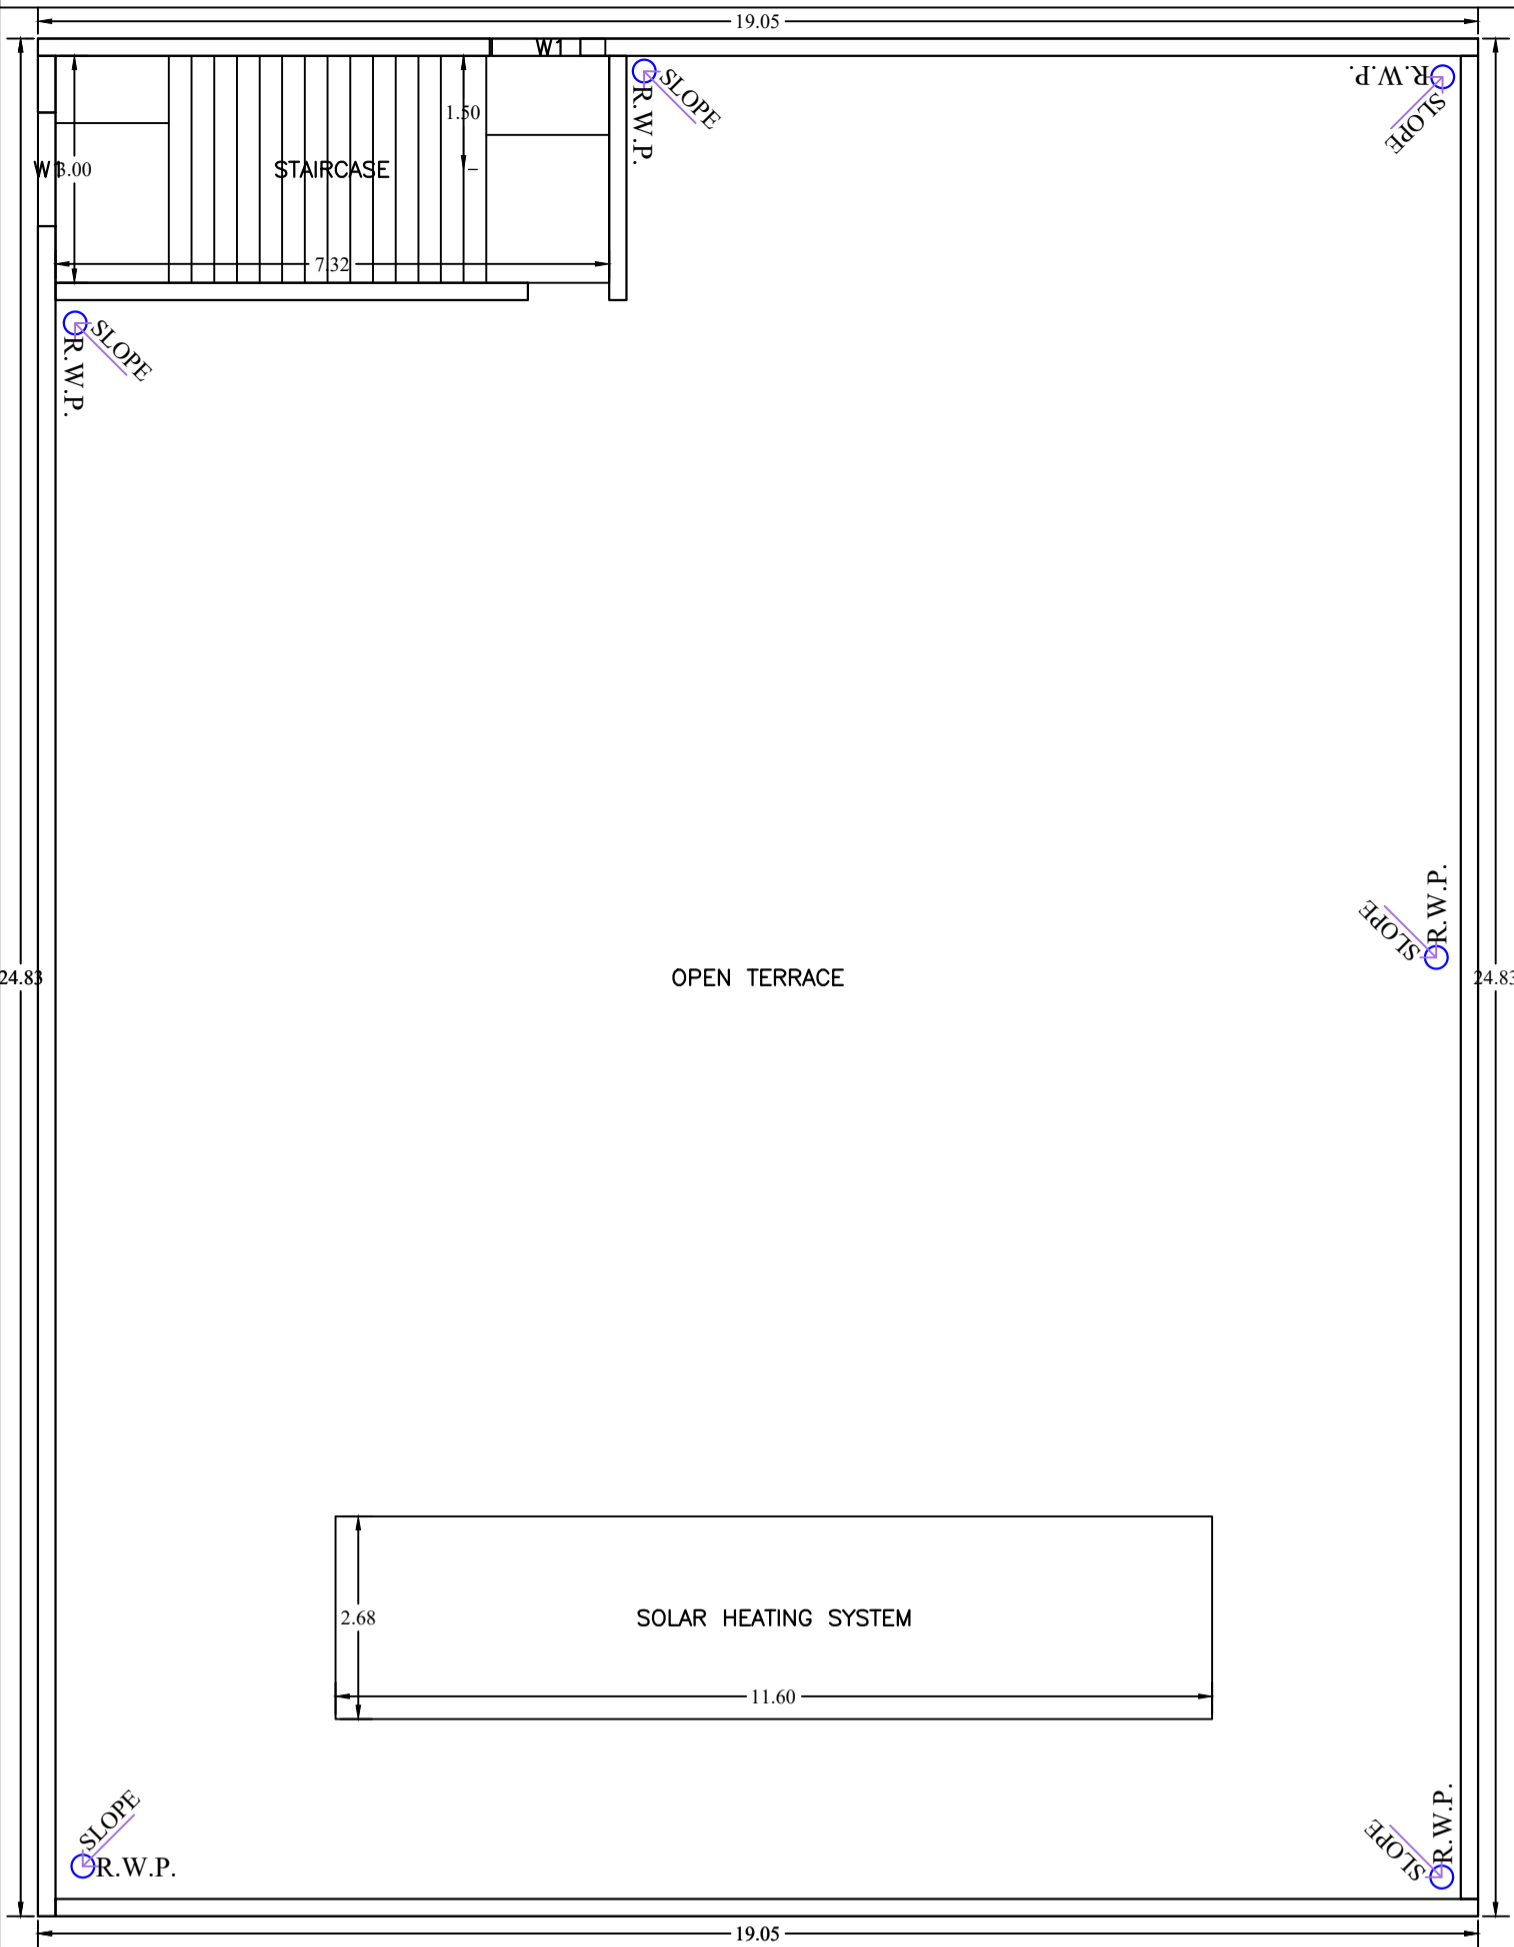 19.05
W1
R.W.P.
SLOPE
R.W.P.
SLOPE
1.50
W1
3.00
STAIRCASE
7.32
SLOPE
R.W.P.
R.W.P.
SLOPE
24.83
OPEN TERRACE
24.83
2.68
SOLAR HEATING SYSTEM
11.60
SLOPE
R.W.P.
R.W.P.
SLOPE
19.05